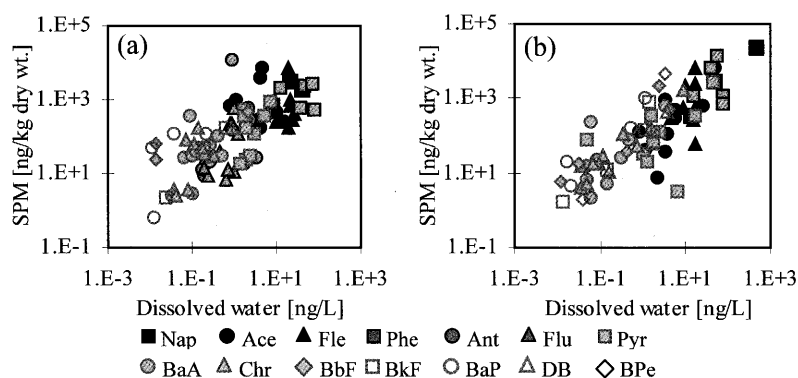 (a)
(b)
SPM [ng/kg dry wt.]
1.E+5
1.E+3
1.E+1
1.E-1
1.E-3 1.E-1 1.E+1 1.E+3
Dissolved water [ng/L]
SPM [ng/kg dry wt.]
1.E+5
1.E+3
1.E+1
1.E-1
1.E-3 1.E-1 1.E+1 1.E+3
Dissolved water [ng/L]
Nap Ace Fle Phe Ant Flu Pyr
BaA Chr BbF BkF BaP DB BPe